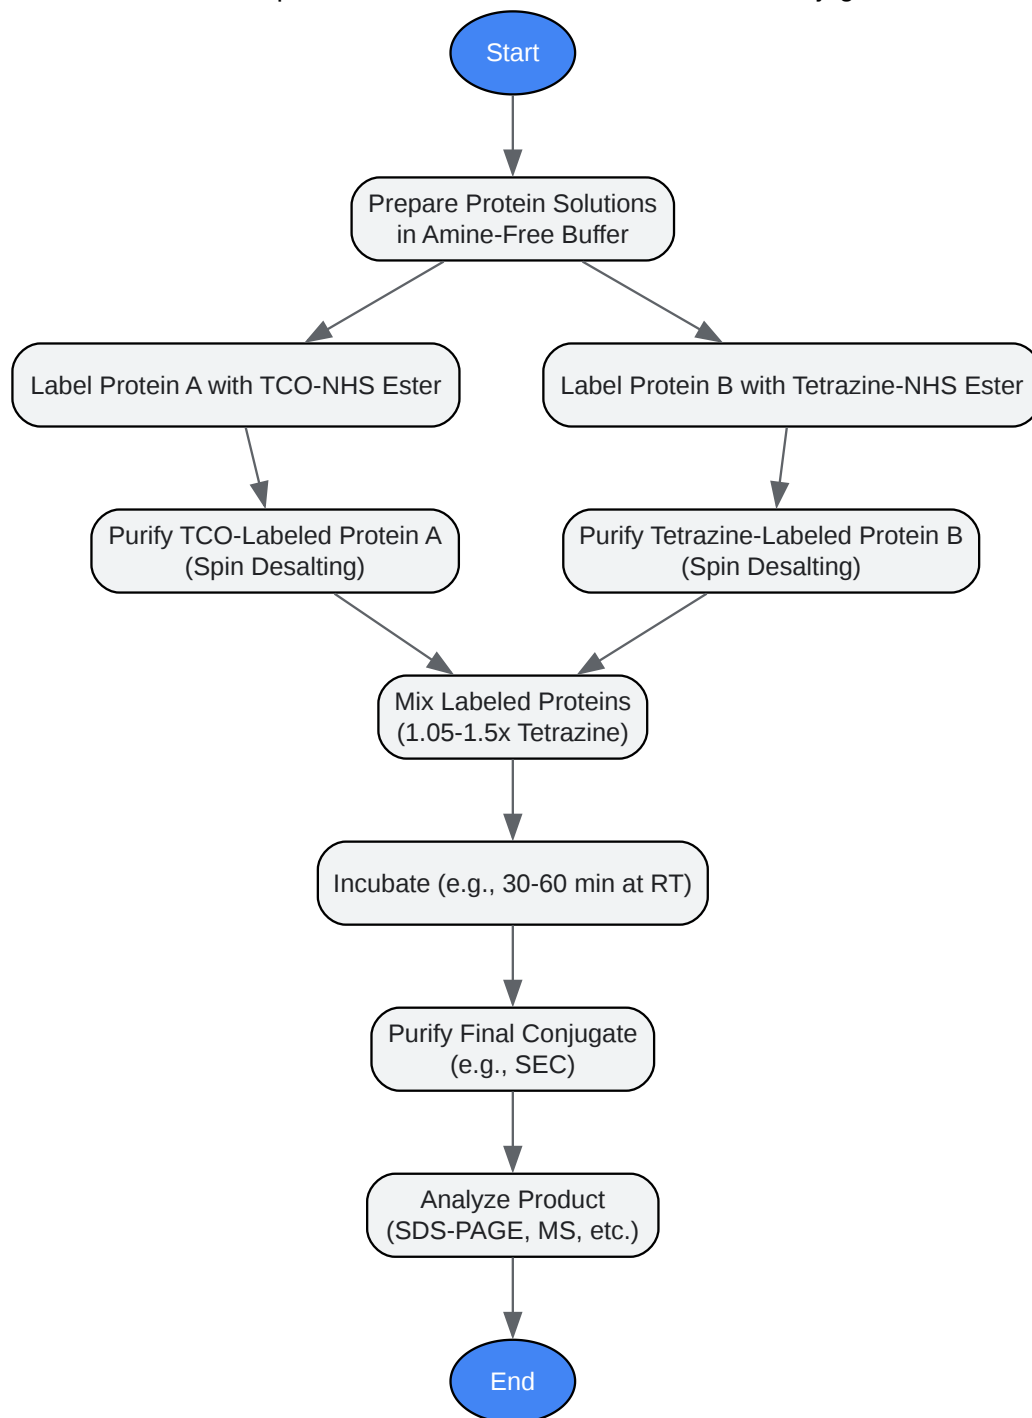 Start
Prepare Protein Solutions
in Amine-Free Buffer
Label Protein A with TCO-NHS Ester
Label Protein B with Tetrazine-NHS Ester
Purify TCO-Labeled Protein A
(Spin Desalting)
Purify Tetrazine-Labeled Protein B
(Spin Desalting)
Mix Labeled Proteins
(1.05-1.5x Tetrazine)
Incubate (e.g., 30-60 min at RT)
Purify Final Conjugate
(e.g., SEC)
Analyze Product
(SDS-PAGE, MS, etc.)
End